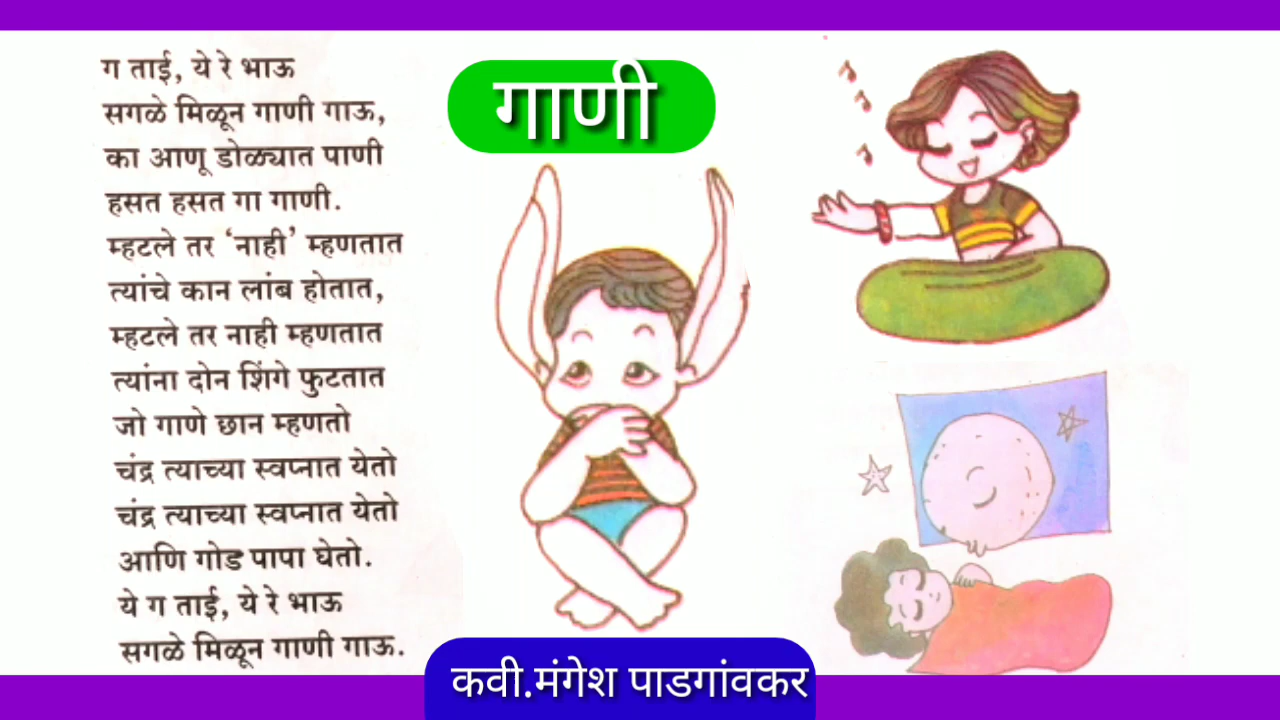 गाणी
ग ताई, ये रे भाऊ
सगळे मिळून गाणी गाऊ,
का आणू डोळ्यात पाणी
हसत हसत गा गाणी.
म्हटले तर ‘नाही’ म्हणतात
त्यांचे कान लांब होतात,
म्हटले तर नाही म्हणतात
त्यांना दोन शिंगे फुटतात
जो गाणे छान म्हणतो
चंद्र त्याच्या स्वप्नात येतो
चंद्र त्याच्या स्वप्नात येतो
आणि गोड पापा घेतो.
ये ग ताई, ये रे भाऊ
सगळे मिळून गाणी गाऊ.
कवी.मंगेश पाडगांवकर